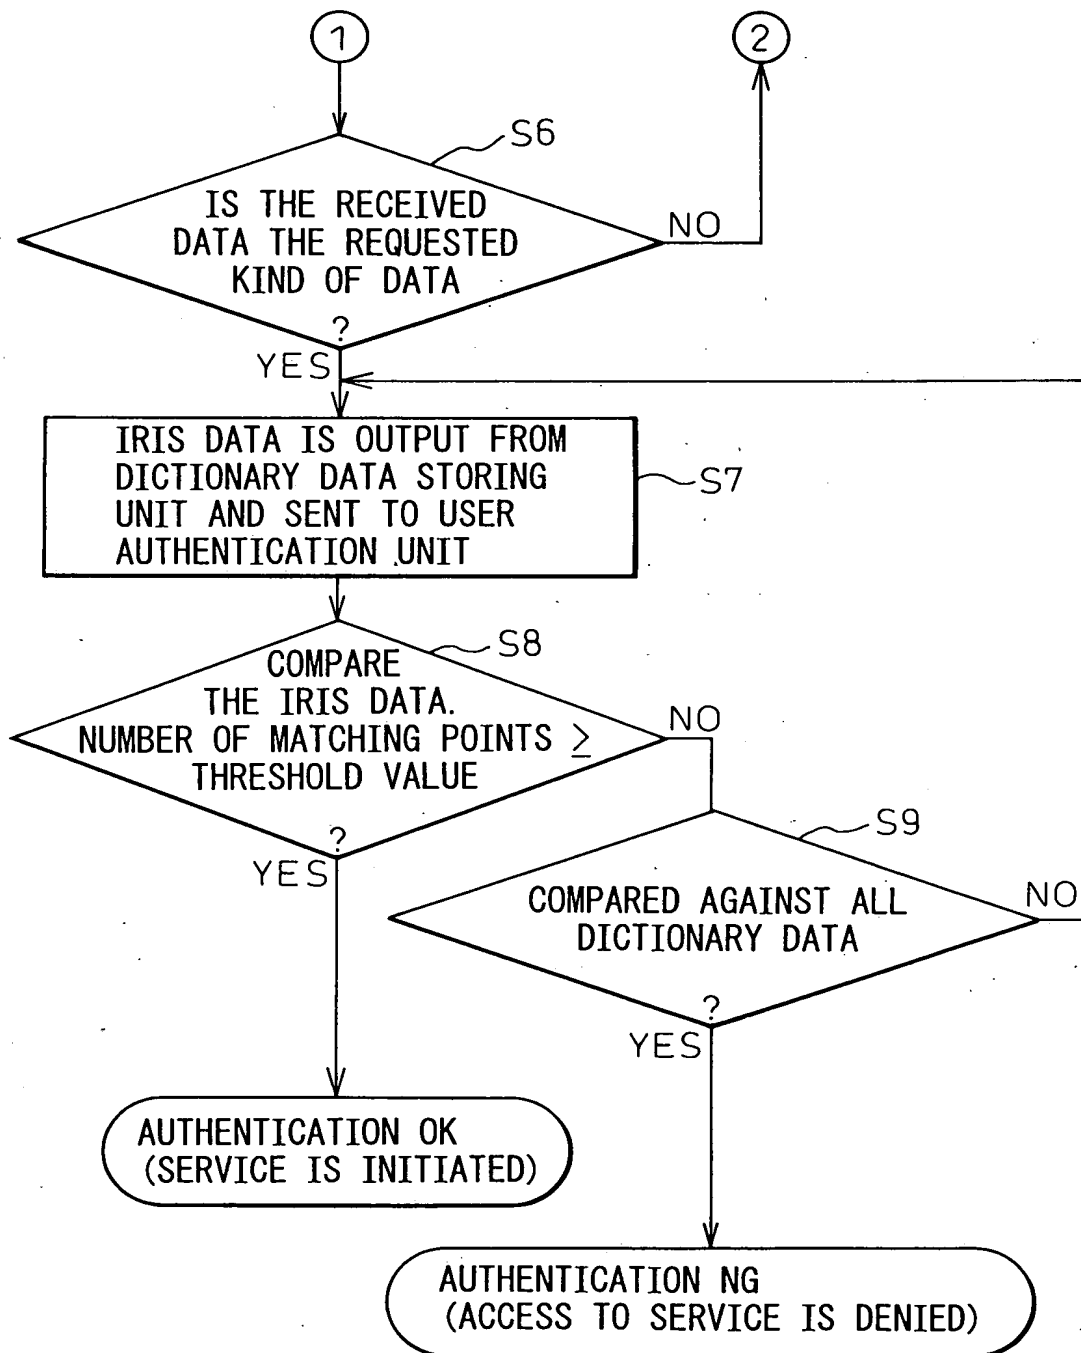 1
2
S6
IS THE RECEIVED
DATA THE REQUESTED
KIND OF DATA
?
NO
YES
IRIS DATA IS OUTPUT FROM
DICTIONARY DATA STORING
UNIT AND SENT TO USER
AUTHENTICATION UNIT
S7
S8
COMPARE
THE IRIS DATA.
NUMBER OF MATCHING POINTS ≥
THRESHOLD VALUE
?
NO
YES
S9
COMPARED AGAINST ALL
DICTIONARY DATA
?
NO
YES
AUTHENTICATION OK
(SERVICE IS INITIATED)
AUTHENTICATION NG
(ACCESS TO SERVICE IS DENIED)